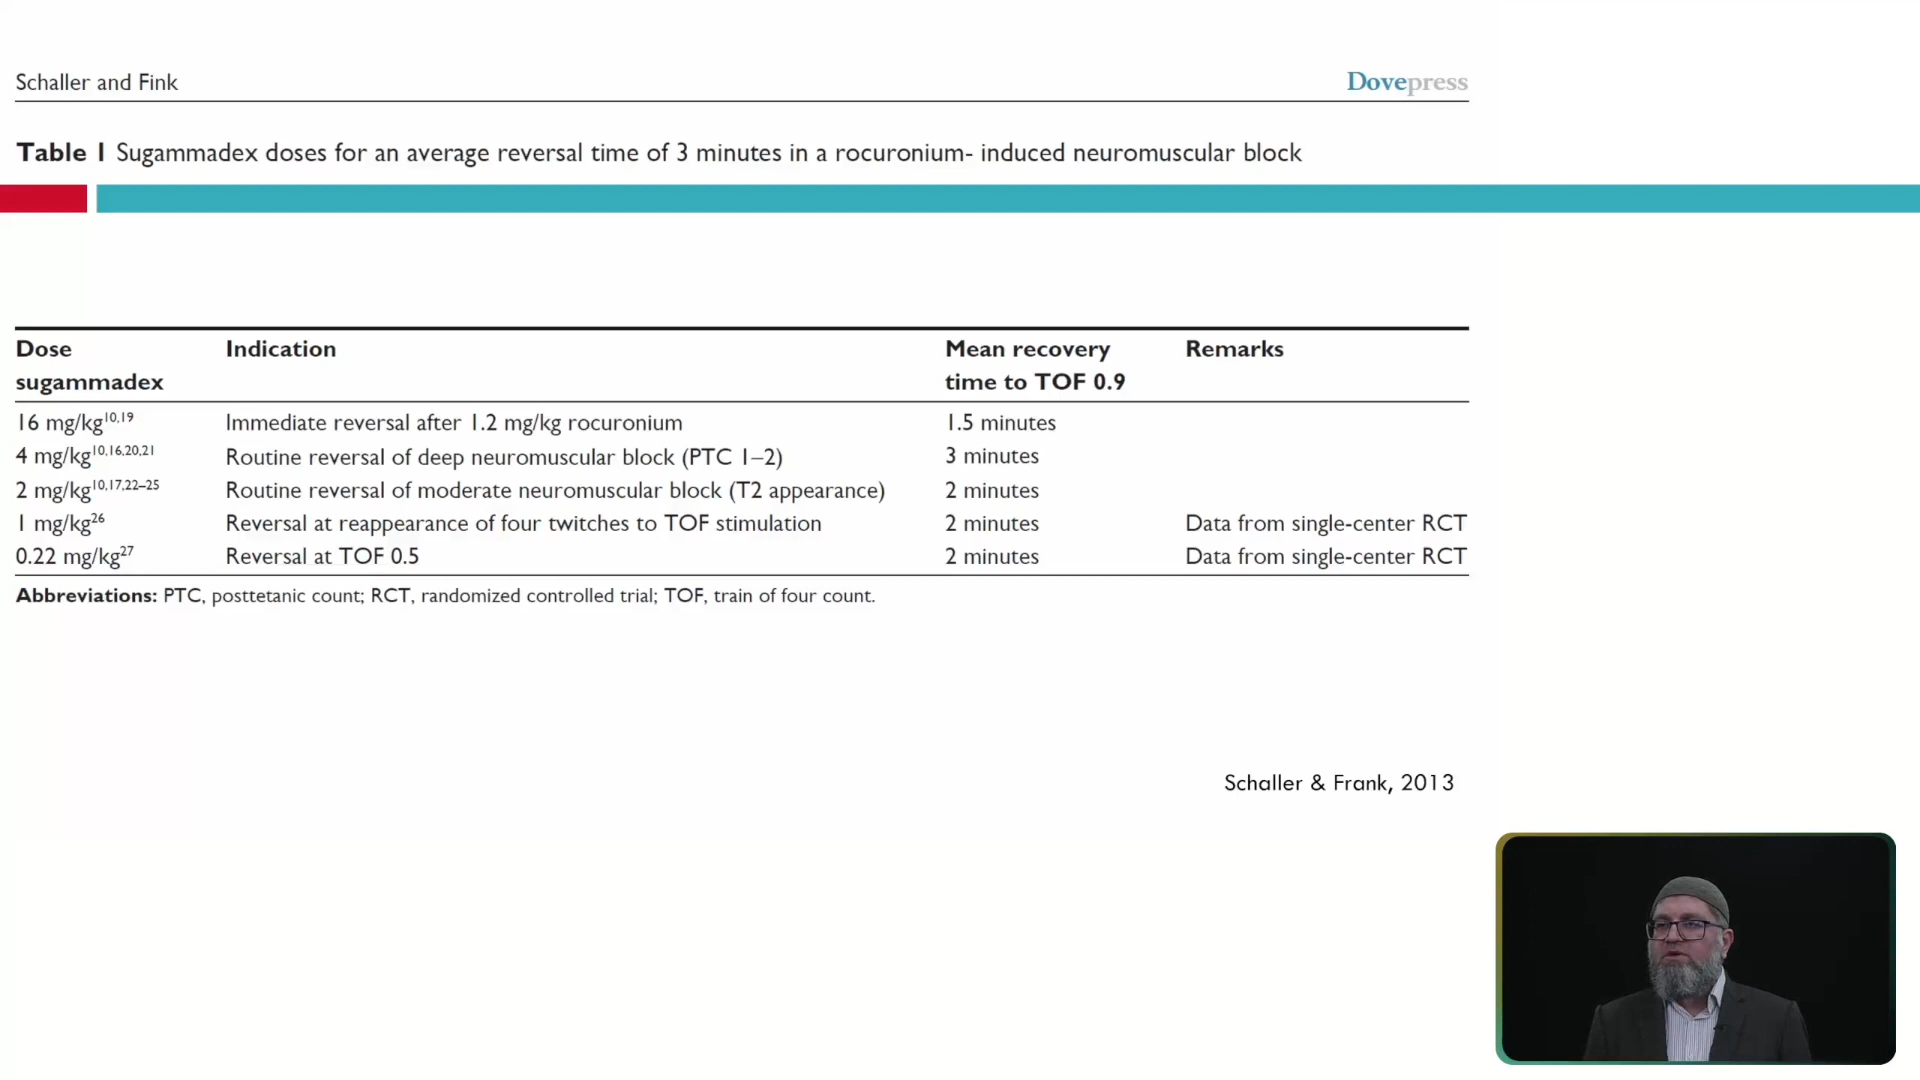 Schaller and Fink
Dovepress
Table 1 Sugammadex doses for an average reversal time of 3 minutes in a rocuronium- induced neuromuscular block
Dose sugammadex Indication Mean recovery time to TOF 0.9 Remarks
16 mg/kg10,19 Immediate reversal after 1.2 mg/kg rocuronium 1.5 minutes
4 mg/kg10,16,20,21 Routine reversal of deep neuromuscular block (PTC 1–2) 3 minutes
2 mg/kg10,17,22–25 Routine reversal of moderate neuromuscular block (T2 appearance) 2 minutes
1 mg/kg26 Reversal at reappearance of four twitches to TOF stimulation 2 minutes Data from single-center RCT
0.22 mg/kg27 Reversal at TOF 0.5 2 minutes Data from single-center RCT
Abbreviations: PTC, posttetanic count; RCT, randomized controlled trial; TOF, train of four count.
Schaller & Frank, 2013